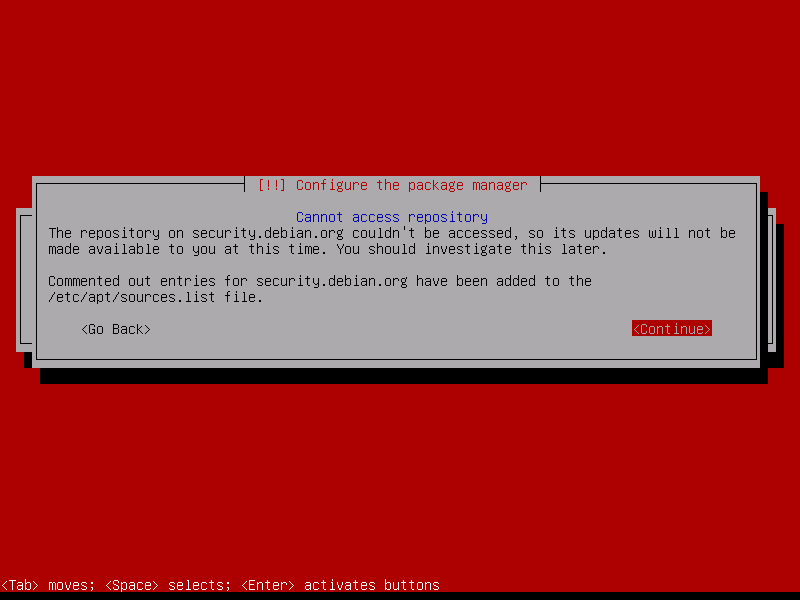 [!!] Configure the package manager
Cannot access repository
The repository on security.debian.org couldn't be accessed, so its updates will not be
made available to you at this time. You should investigate this later.
Commented out entries for security.debian.org have been added to the
/etc/apt/sources.list file.
<Go Back> <Continue>
<Tab> moves; <Space> selects; <Enter> activates buttons